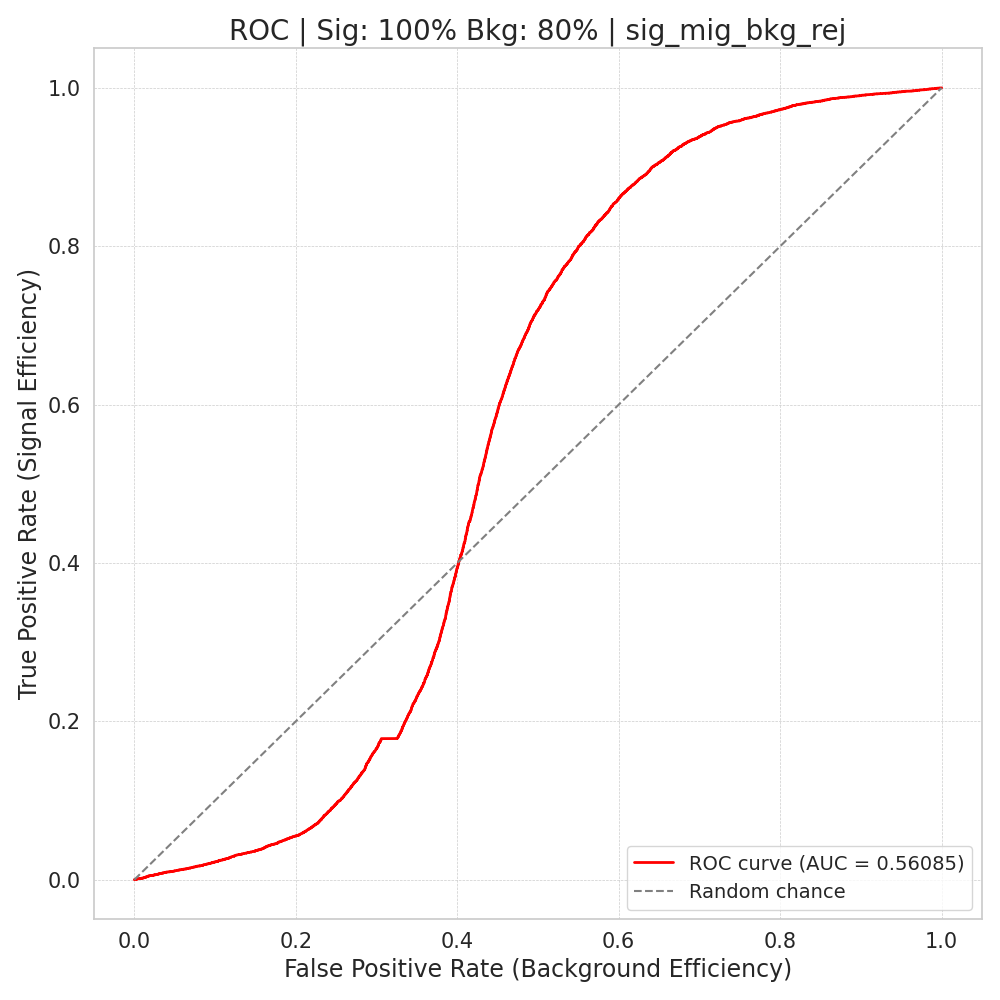 ROC | Sig: 100% Bkg: 80% | sig_mig_bkg_rej
True Positive Rate (Signal Efficiency)
1.0
0.8
0.6
0.4
0.2
0.0
ROC curve (AUC = 0.56085)
Random chance
0.0 0.2 0.4 0.6 0.8 1.0
False Positive Rate (Background Efficiency)